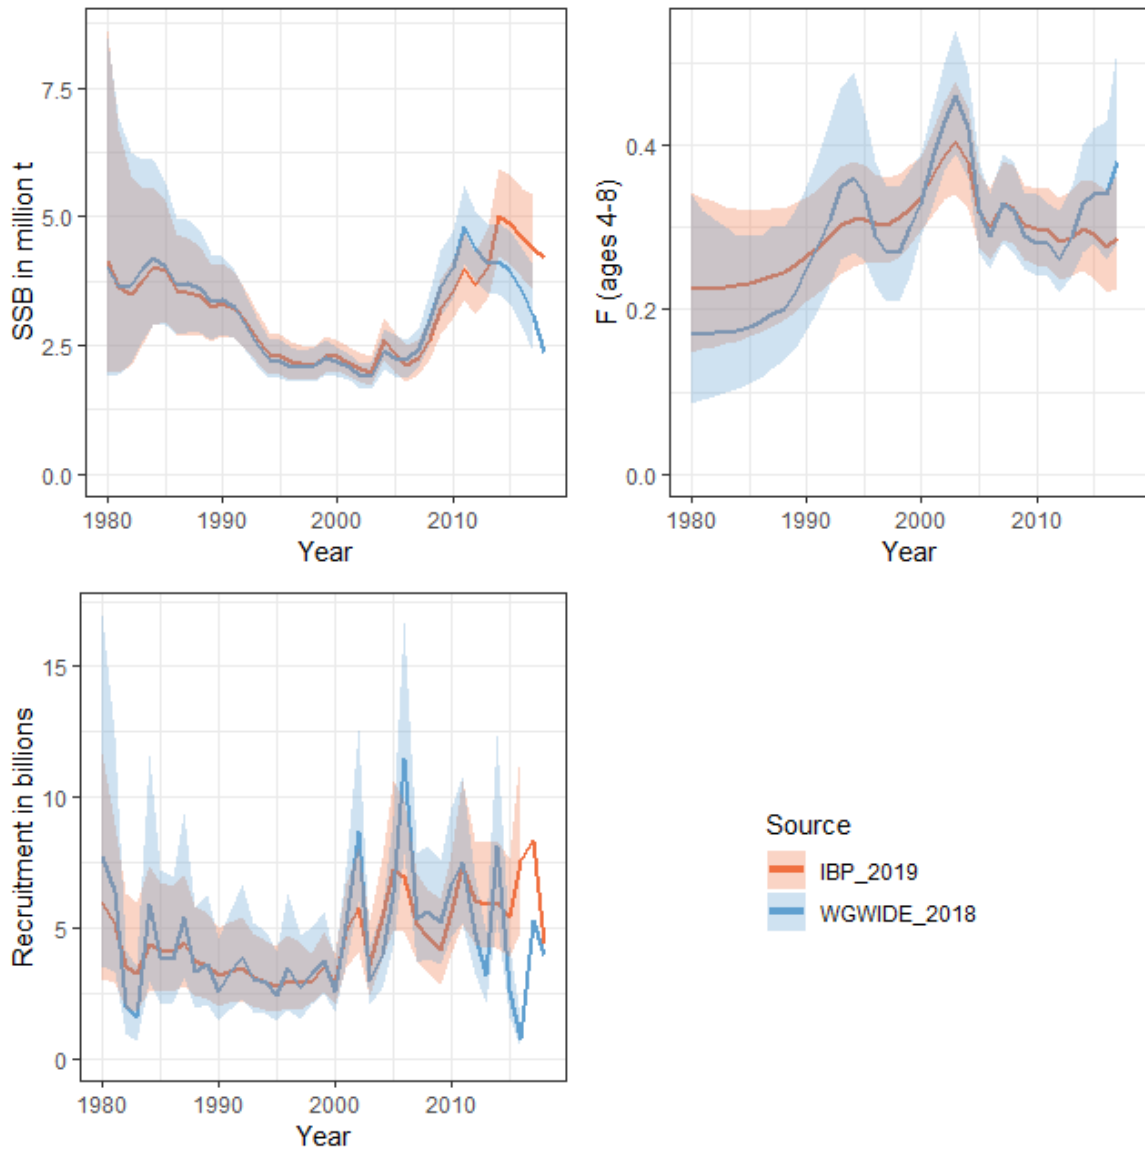 SSB in million t
7.5
5.0
2.5
0.0
1980 1990 2000 2010
Year
F (ages 4-8)
0.4
0.2
0.0
1980 1990 2000 2010
Year
Recruitment in billions
15
10
5
0
1980 1990 2000 2010
Year
Source
IBP_2019
WGWIDE_2018